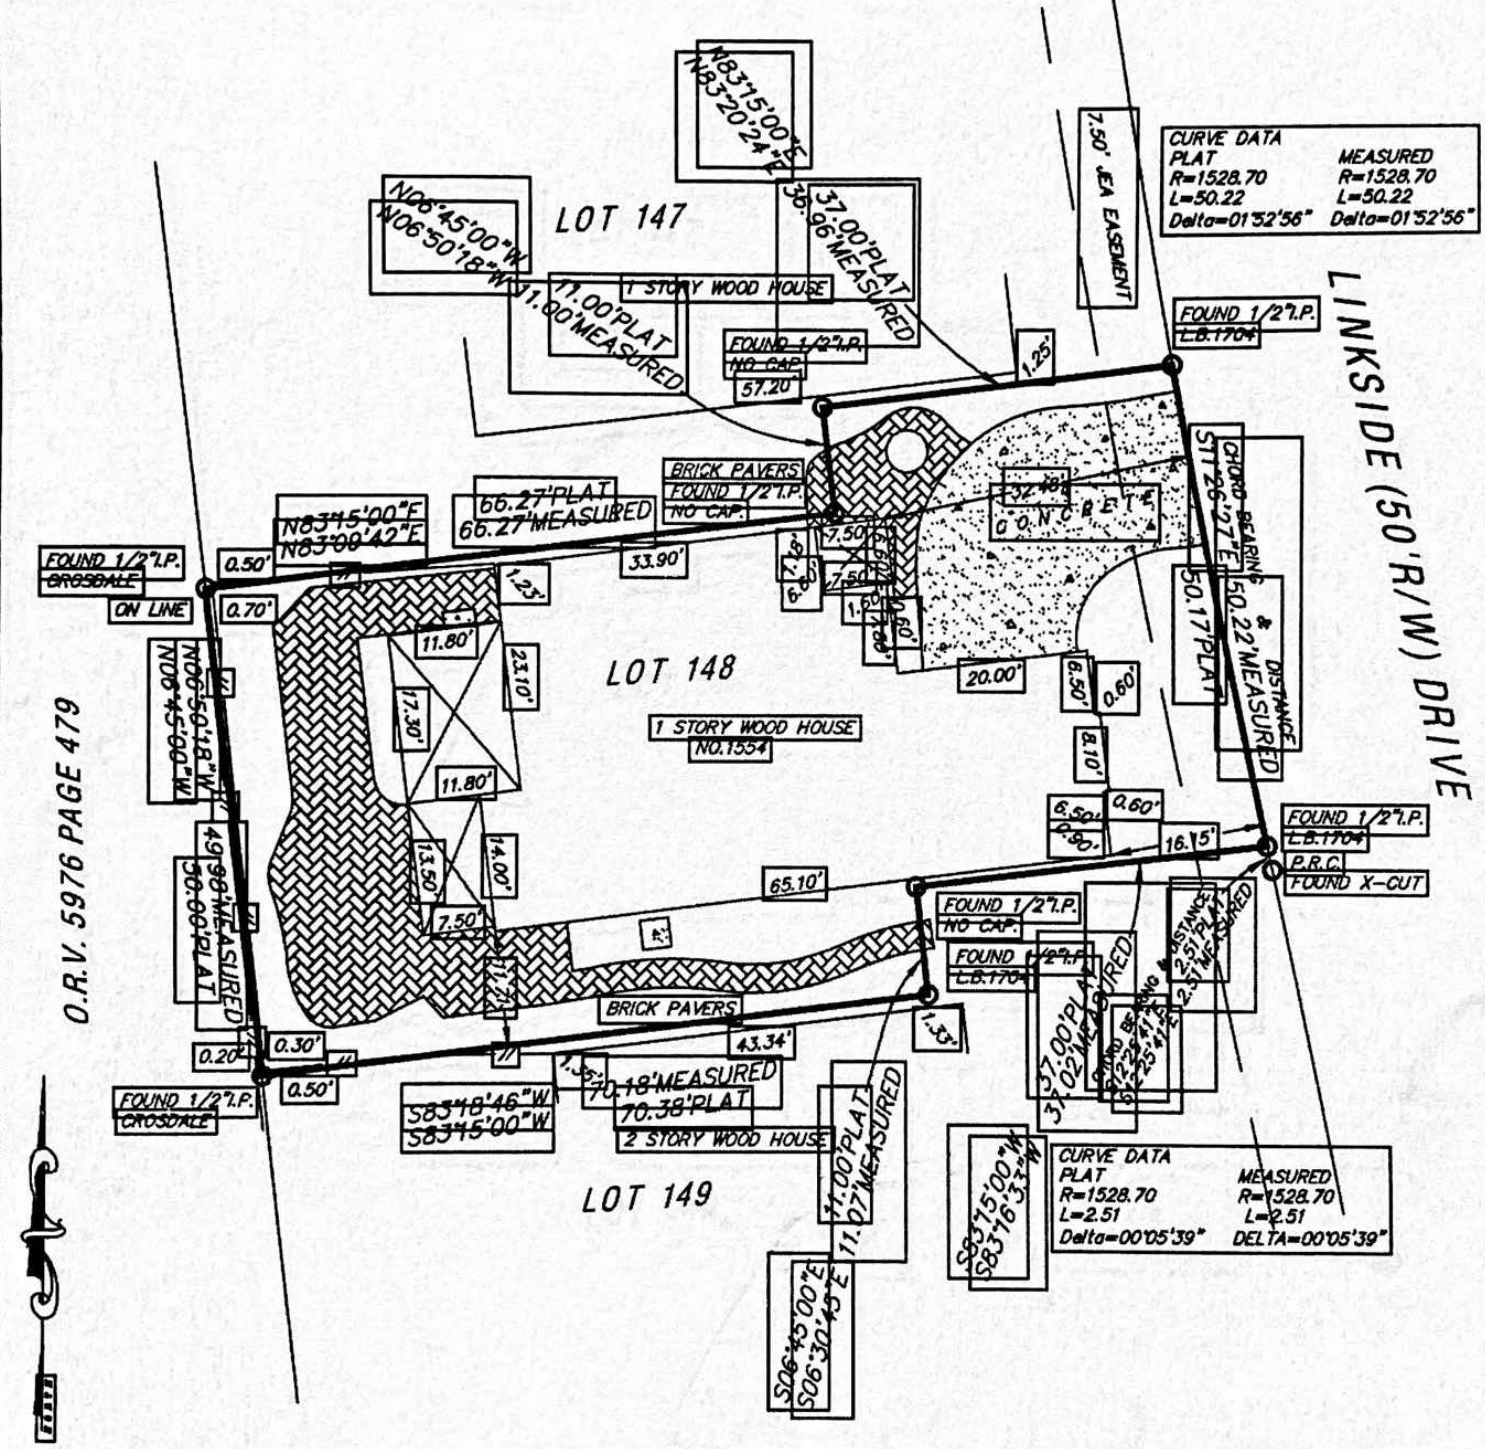 N83°15'00"E
N83°20'24"E
7.50' JEA EASEMENT
CURVE DATA
PLAT MEASURED
R=1528.70 R=1528.70
L=50.22 L=50.22
Delta=01°52'56" Delta=01°52'56"
N06°45'00"W
N06°50'18"W
LOT 147
37.00'PLAT
36.96'MEASURED
1 STORY WOOD HOUSE
11.00'PLAT
11.00'MEASURED
FOUND 1/2"I.P.
L.B.1704
LINKSIDE (50'R/W) DRIVE
FOUND 1/2"I.P.
NO CAP.
57.20'
1.25'
BRICK PAVERS
FOUND 1/2"I.P.
NO CAP.
66.27'PLAT
66.27'MEASURED
N83°15'00"E
N83°09'42"E
32.48'
CONCRETE
CHORD BEARING & DISTANCE
S11°26'27"E 50.22'MEASURED
50.17'PLAT
FOUND 1/2"I.P.
CROSDALE
0.50'
33.90'
7.50'
ON LINE
0.70'
1.23'
7.50'
1.60'
11.80'
23.10'
LOT 148
20.00'
8.50'
0.60'
N06°50'18"W
N06°45'00"W
17.30'
1 STORY WOOD HOUSE
NO.1554
8.10'
O.R.V. 5976 PAGE 479
11.80'
6.50'
0.90'
0.60'
16.15'
FOUND 1/2"I.P.
L.B.1704
P.R.C.
FOUND X-CUT
49.98'MEASURED
50.00'PLAT
13.50'
14.00'
65.10'
7.50'
FOUND 1/2"I.P.
NO CAP.
FOUND 1/2"I.P.
L.B.1704
2.51'PLAT
2.51'MEASURED
37.00'PLAT
37.02'MEASURED
BRICK PAVERS
43.34'
1.33'
0.20'
0.30'
0.50'
1.35'
70.18'MEASURED
70.38'PLAT
FOUND 1/2"I.P.
CROSDALE
S83°18'46"W
S83°15'00"W
2 STORY WOOD HOUSE
11.00'PLAT
11.07'MEASURED
LOT 149
S83°15'00"W
S83°16'33"W
CURVE DATA
PLAT MEASURED
R=1528.70 R=1528.70
L=2.51 L=2.51
Delta=00°05'39" DELTA=00°05'39"
S06°45'00"E
S06°30'45"E